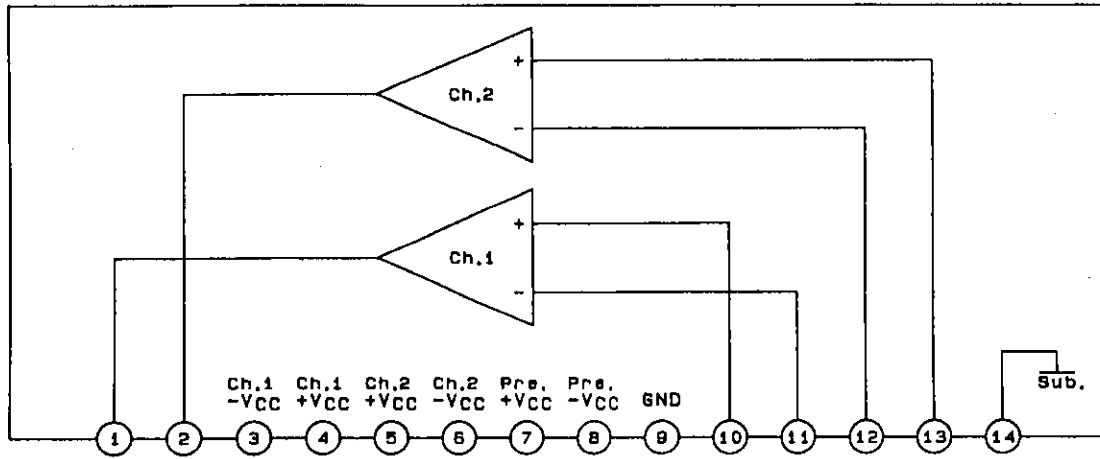 +
Ch.2
-
+
Ch.1
-
Ch.1 Ch.1 Ch.2 Ch.2 Pre. Pre.
-VCC +VCC +VCC -VCC +VCC -VCC GND
Sub.
1 2 3 4 5 6 7 8 9 10 11 12 13 14